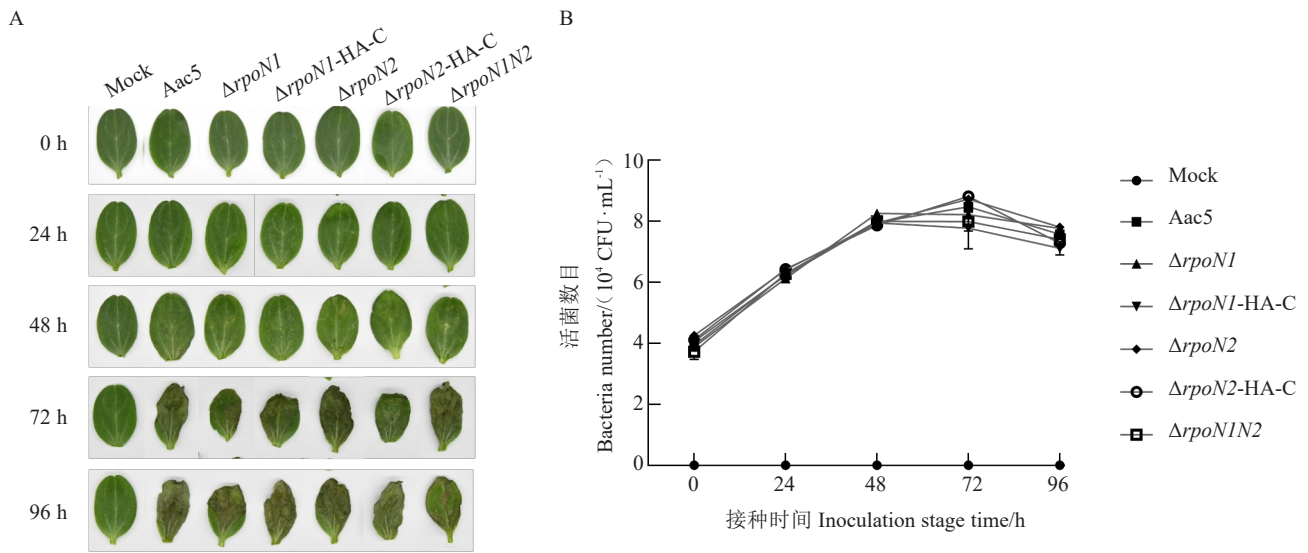 A
Mock
Aac5
ΔrpoN1
ΔrpoN1-HA-C
ΔrpoN2
ΔrpoN2-HA-C
ΔrpoN1N2
0 h
24 h
48 h
72 h
96 h
B
活菌数目
Bacteria number/(10⁴ CFU·mL⁻¹)
10
8
6
4
2
0
0 24 48 72 96
接种时间 Inoculation stage time/h
Mock
Aac5
ΔrpoN1
ΔrpoN1-HA-C
ΔrpoN2
ΔrpoN2-HA-C
ΔrpoN1N2